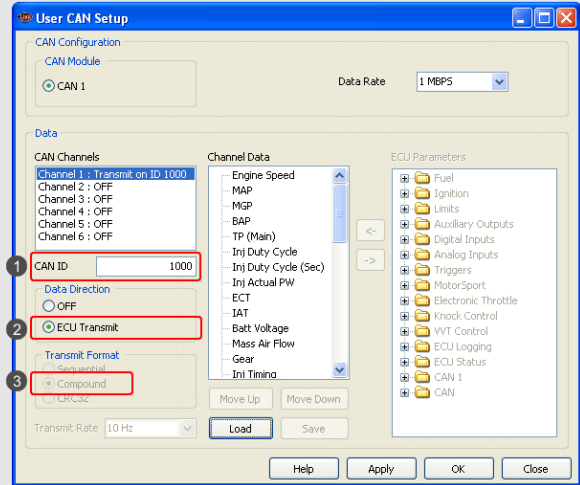 Link User CAN Setup
CAN Configuration
CAN Module
CAN 1
Data Rate
1 MBPS
Data
CAN Channels
Channel 1 : Transmit on ID 1000
Channel 2 : OFF
Channel 3 : OFF
Channel 4 : OFF
Channel 5 : OFF
Channel 6 : OFF
1
CAN ID
1000
Data Direction
OFF
2
ECU Transmit
Transmit Format
Sequential
3
Compound
CRC32
Transmit Rate
10 Hz
Channel Data
Engine Speed
MAP
MGP
BAP
TP (Main)
Inj Duty Cycle
Inj Duty Cycle (Sec)
Inj Actual PW
ECT
IAT
Batt Voltage
Mass Air Flow
Gear
Inj Timing
<-
->
Move Up
Move Down
Load
Save
ECU Parameters
Fuel
Ignition
Limits
Auxiliary Outputs
Digital Inputs
Analog Inputs
Triggers
MotorSport
Electronic Throttle
Knock Control
VVT Control
ECU Logging
ECU Status
CAN 1
CAN
Help
Apply
OK
Close